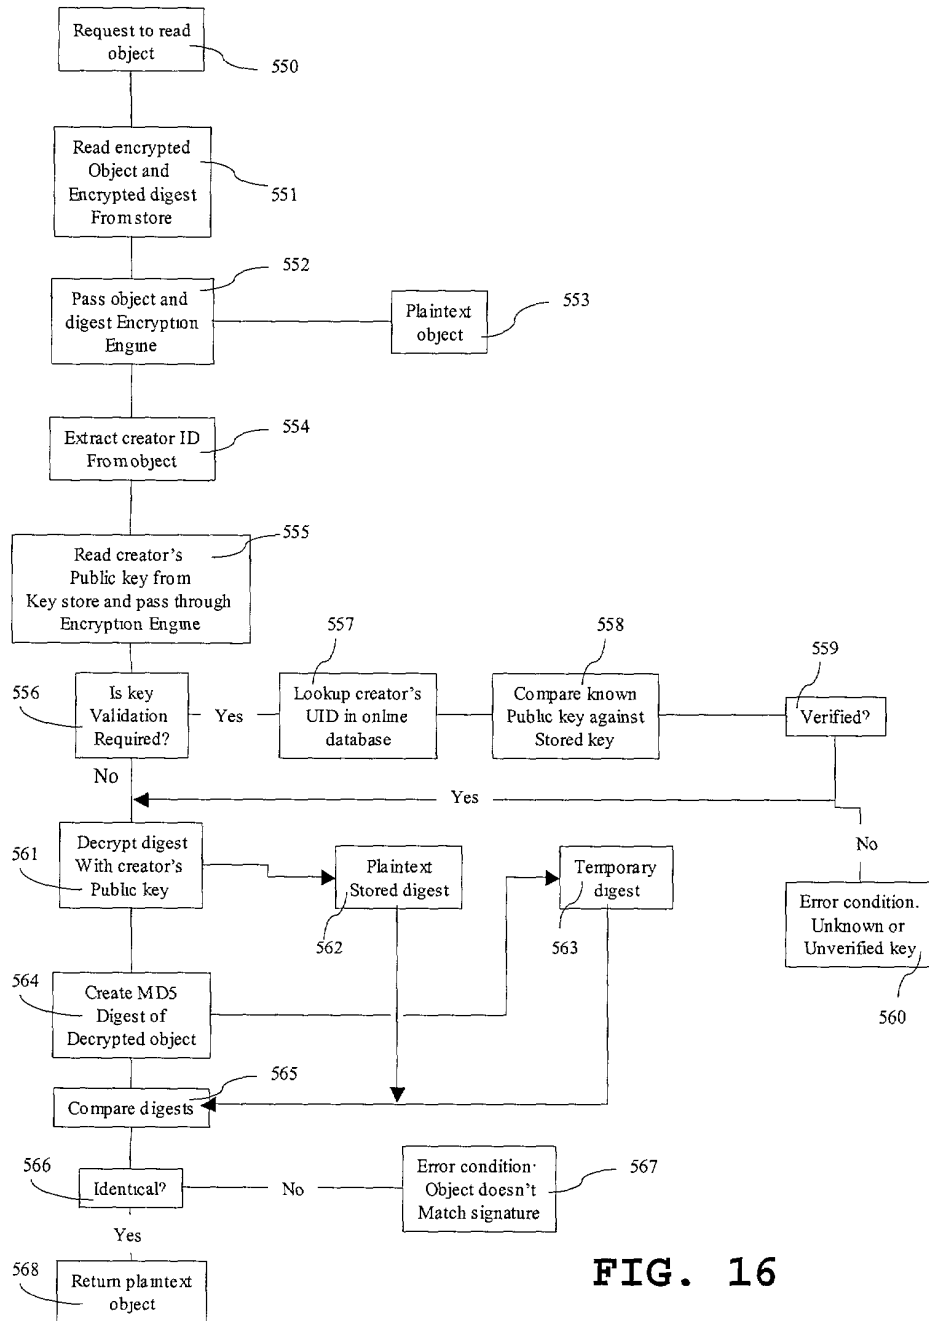 Request to read
object
550
Read encrypted
Object and
Encrypted digest
From store
551
552
Pass object and
digest Encryption
Engine
Plaintext
object
553
Extract creator ID
From object
554
555
Read creator's
Public key from
Key store and pass through
Encryption Engine
556
Is key
Validation
Required?
Yes
557
Lookup creator's
UID in online
database
558
Compare known
Public key against
Stored key
559
Verified?
No
Yes
No
561
Decrypt digest
With creator's
Public key
Plaintext
Stored digest
562
Temporary
digest
563
Error condition.
Unknown or
Unverified key
560
564
Create MD5
Digest of
Decrypted object
565
Compare digests
566
Identical?
No
Error condition:
Object doesn't
Match signature
567
Yes
568
Return plaintext
object
FIG. 16